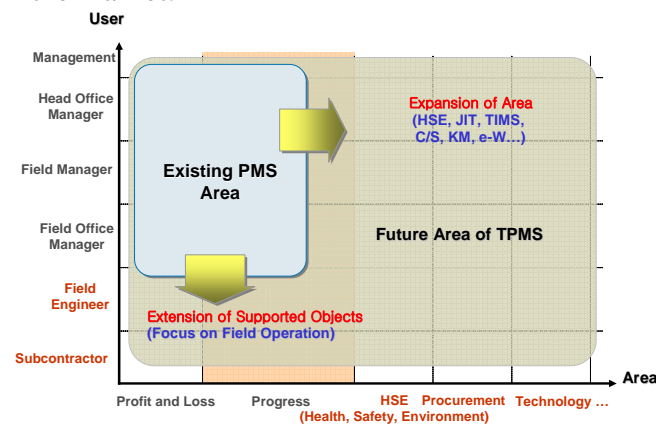 User
Management
Head Office
Manager
Field Manager
Field Office
Manager
Field
Engineer
Subcontractor
Existing PMS
Area
Expansion of Area
(HSE, JIT, TIMS,
C/S, KM, e-W…)
Future Area of TPMS
Extension of Supported Objects
(Focus on Field Operation)
Area
Profit and Loss Progress HSE Procurement Technology …
(Health, Safety, Environment)